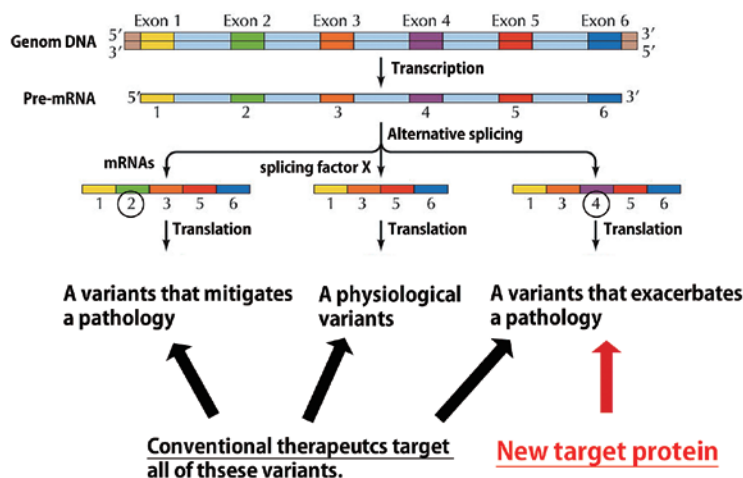 Exon 1 Exon 2 Exon 3 Exon 4 Exon 5 Exon 6
Genom DNA 5′ 3′
3′ 5′
Transcription
Pre-mRNA 5′ 3′
1 2 3 4 5 6
Alternative splicing
mRNAs splicing factor X
1 2 3 5 6 1 3 5 6 1 3 4 5 6
Translation Translation Translation
A variants that mitigates
a pathology
A physiological
variants
A variants that exacerbates
a pathology
Conventional therapeutcs target
all of thsese variants.
New target protein